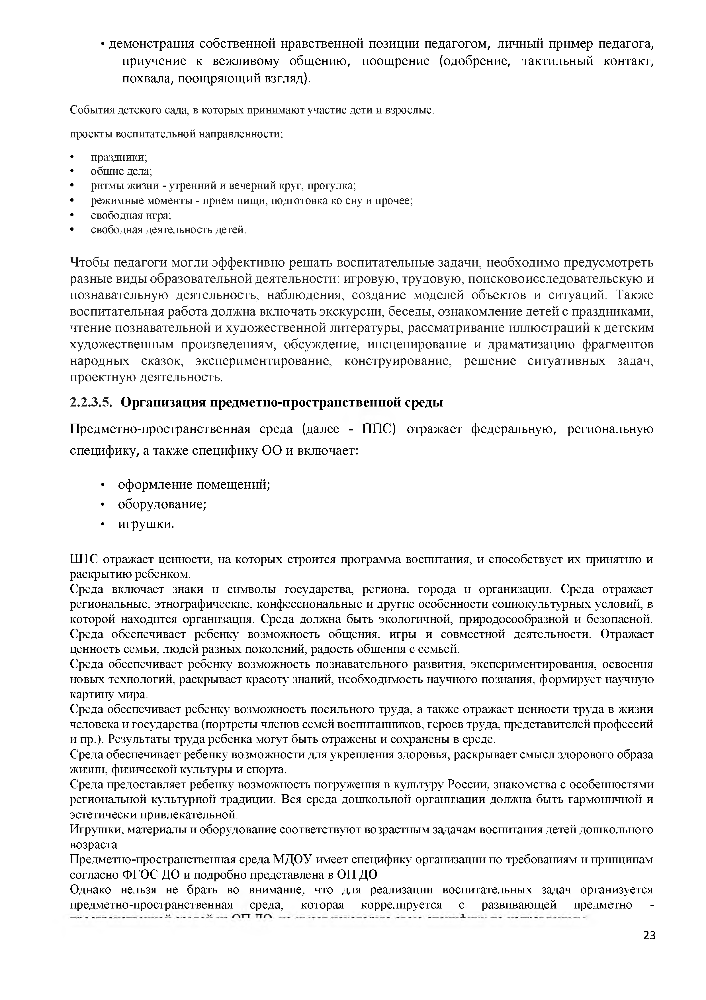 • демонстрация собственной нравственной позиции педагогом, личный пример педагога,
приучение к вежливому общению, поощрение (одобрение, тактильный контакт,
похвала, поощряющий взгляд).
События детского сада, в которых принимают участие дети и взрослые.
проекты воспитательной направленности;
• праздники;
• общие дела;
• ритмы жизни - утренний и вечерний круг, прогулка;
• режимные моменты - прием пищи, подготовка ко сну и прочее;
• свободная игра;
• свободная деятельность детей.
Чтобы педагоги могли эффективно решать воспитательные задачи, необходимо предусмотреть
разные виды образовательной деятельности: игровую, трудовую, поисковоисследовательскую и
познавательную деятельность, наблюдения, создание моделей объектов и ситуаций. Также
воспитательная работа должна включать экскурсии, беседы, ознакомление детей с праздниками,
чтение познавательной и художественной литературы, рассматривание иллюстраций к детским
художественным произведениям, обсуждение, инсценирование и драматизацию фрагментов
народных сказок, экспериментирование, конструирование, решение ситуативных задач,
проектную деятельность.
2.2.3.5. Организация предметно-пространственной среды
Предметно-пространственная среда (далее - ППС) отражает федеральную, региональную
специфику, а также специфику ОО и включает:
• оформление помещений;
• оборудование;
• игрушки.
Ш1С отражает ценности, на которых строится программа воспитания, и способствует их принятию и
раскрытию ребенком.
Среда включает знаки и символы государства, региона, города и организации. Среда отражает
региональные, этнографические, конфессиональные и другие особенности социокультурных условий, в
которой находится организация. Среда должна быть экологичной, природосообразной и безопасной.
Среда обеспечивает ребенку возможность общения, игры и совместной деятельности. Отражает
ценность семьи, людей разных поколений, радость общения с семьей.
Среда обеспечивает ребенку возможность познавательного развития, экспериментирования, освоения
новых технологий, раскрывает красоту знаний, необходимость научного познания, формирует научную
картину мира.
Среда обеспечивает ребенку возможность посильного труда, а также отражает ценности труда в жизни
человека и государства (портреты членов семей воспитанников, героев труда, представителей профессий
и пр.). Результаты труда ребенка могут быть отражены и сохранены в среде.
Среда обеспечивает ребенку возможности для укрепления здоровья, раскрывает смысл здорового образа
жизни, физической культуры и спорта.
Среда предоставляет ребенку возможность погружения в культуру России, знакомства с особенностями
региональной культурной традиции. Вся среда дошкольной организации должна быть гармоничной и
эстетически привлекательной.
Игрушки, материалы и оборудование соответствуют возрастным задачам воспитания детей дошкольного
возраста.
Предметно-пространственная среда МДОУ имеет специфику организации по требованиям и принципам
согласно ФГОС ДО и подробно представлена в ОП ДО
Однако нельзя не брать во внимание, что для реализации воспитательных задач организуется
предметно-пространственная среда, которая коррелируется с развивающей предметно -
23